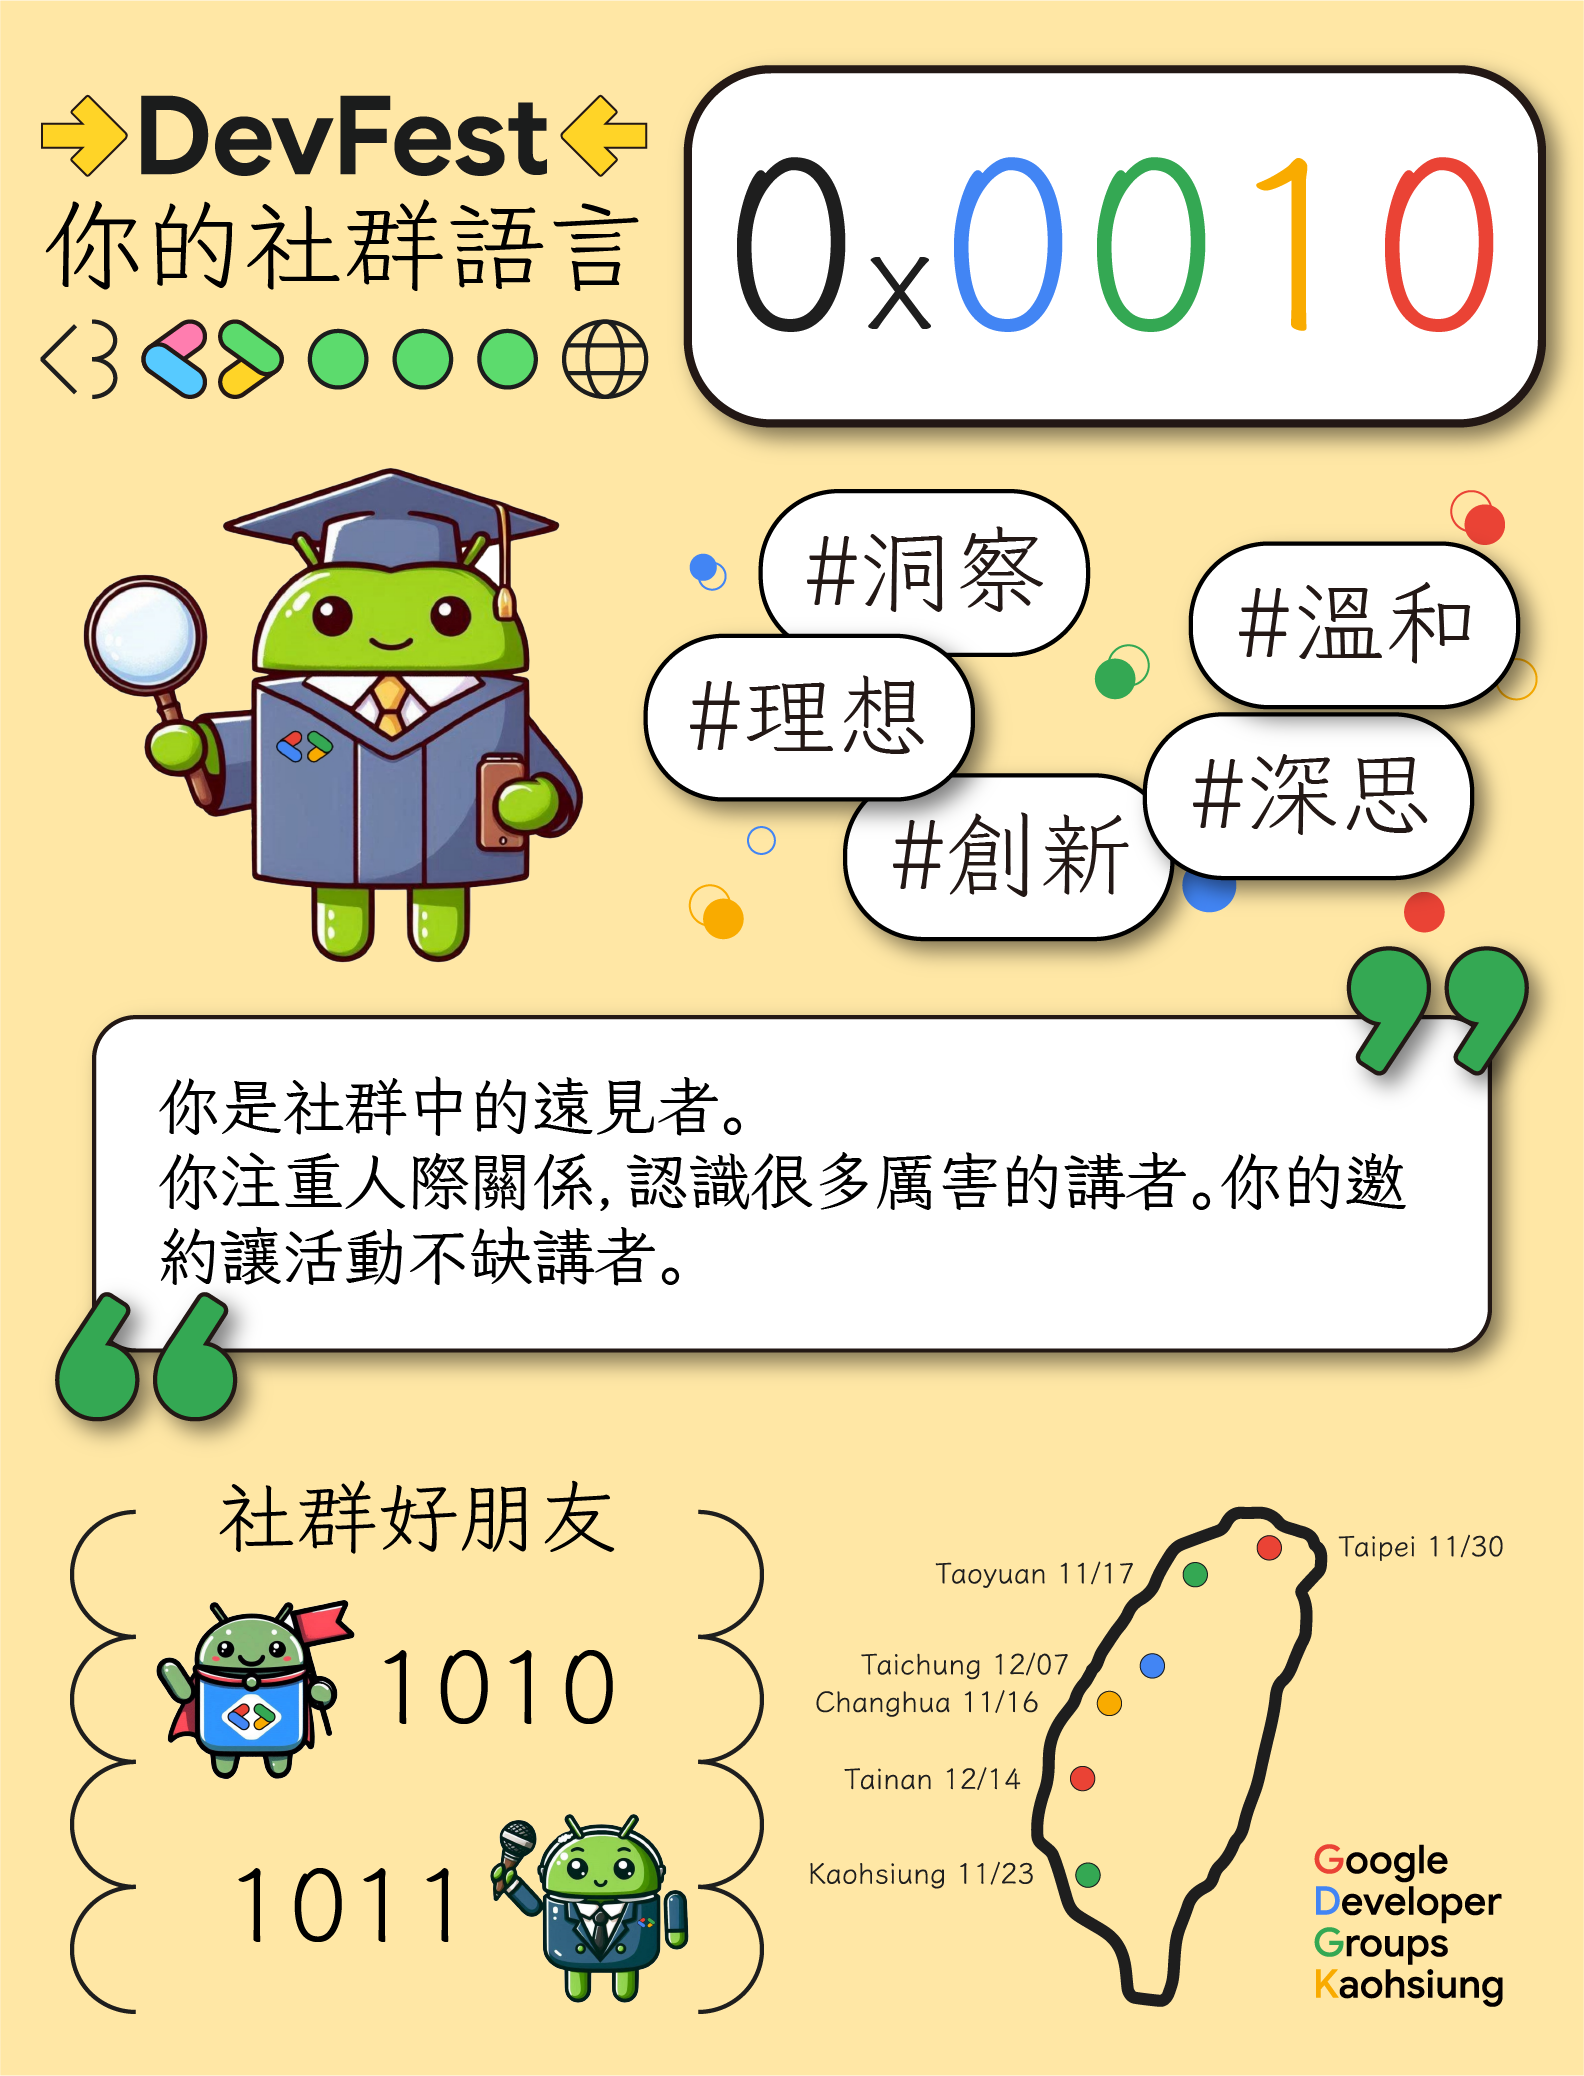 DevFest
你的社群語言
0x0010
#洞察
#溫和
#理想
#深思
#創新
你是社群中的遠見者。
你注重人際關係,認識很多厲害的講者。你的邀
約讓活動不缺講者。
社群好朋友
1010
1011
Taipei 11/30
Taoyuan 11/17
Taichung 12/07
Changhua 11/16
Tainan 12/14
Kaohsiung 11/23
Google
Developer
Groups
Kaohsiung